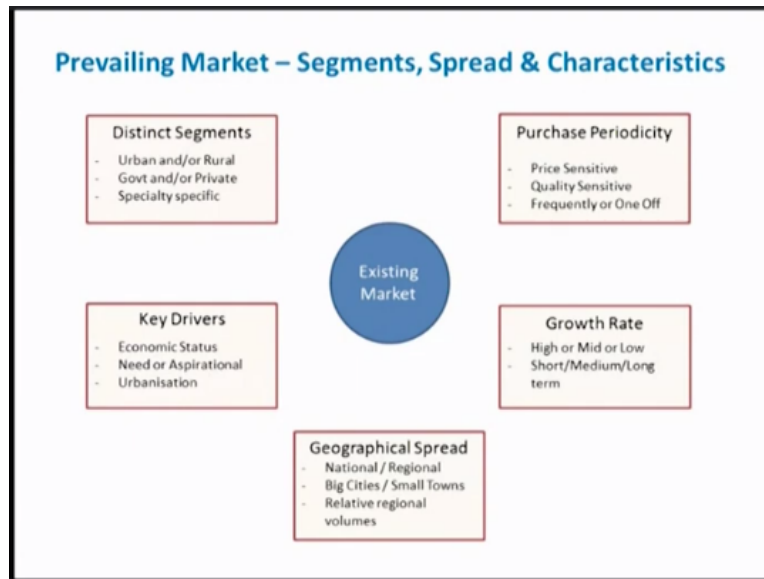 Prevailing Market – Segments, Spread & Characteristics
Distinct Segments
- Urban and/or Rural
- Govt and/or Private
- Specialty specific
Purchase Periodicity
- Price Sensitive
- Quality Sensitive
- Frequently or One Off
Existing
Market
Key Drivers
- Economic Status
- Need or Aspirational
- Urbanisation
Growth Rate
- High or Mid or Low
- Short/Medium/Long
term
Geographical Spread
- National / Regional
- Big Cities / Small Towns
- Relative regional
volumes